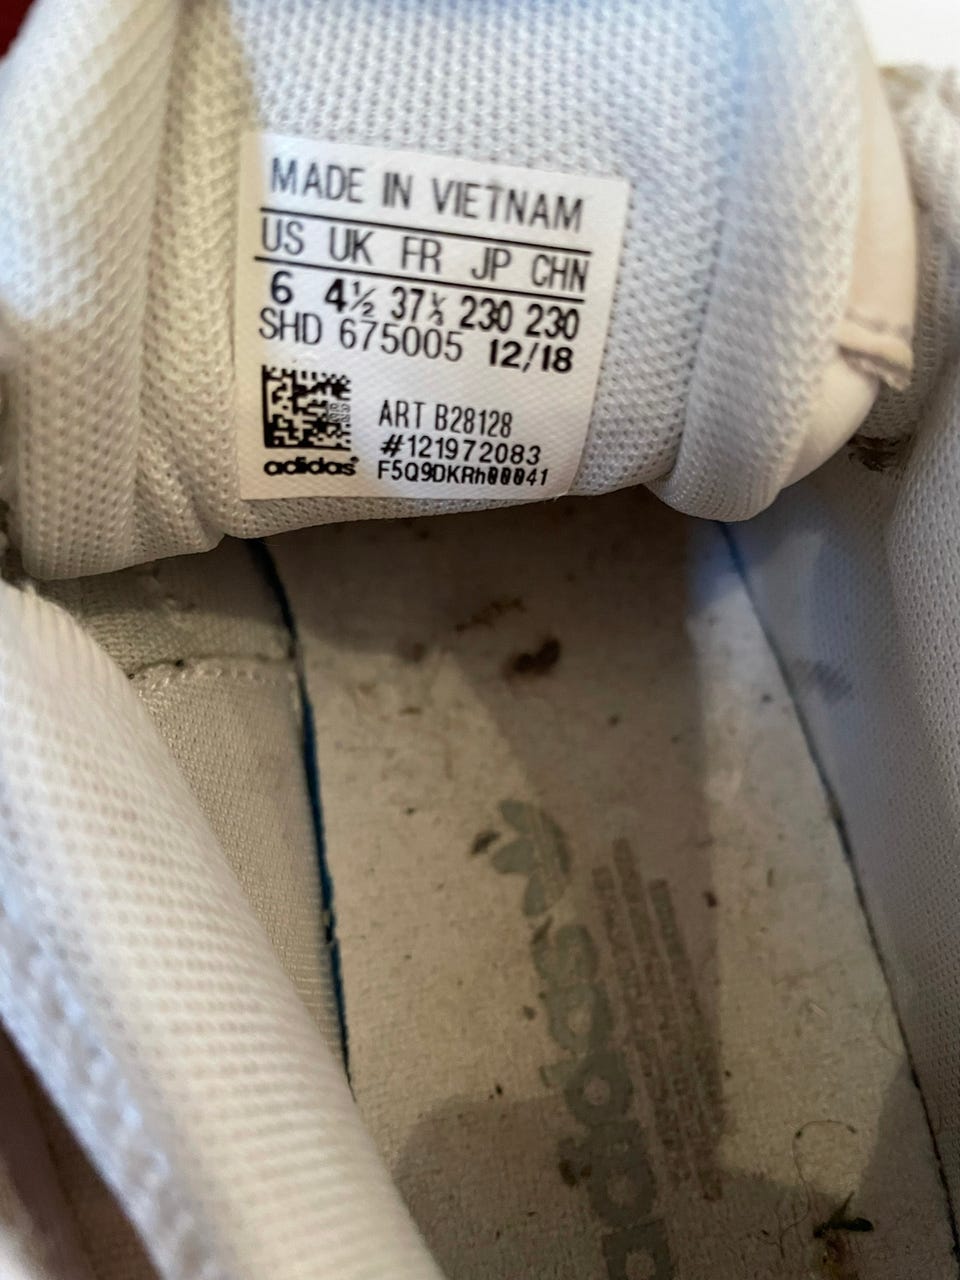 MADE IN VIETNAM
US UK FR JP CHN
6 4½ 37⅓ 230 230
SHD 675005 12/18
ART B28128
#121972083
adidas® F5Q9DKRh00041
adidas